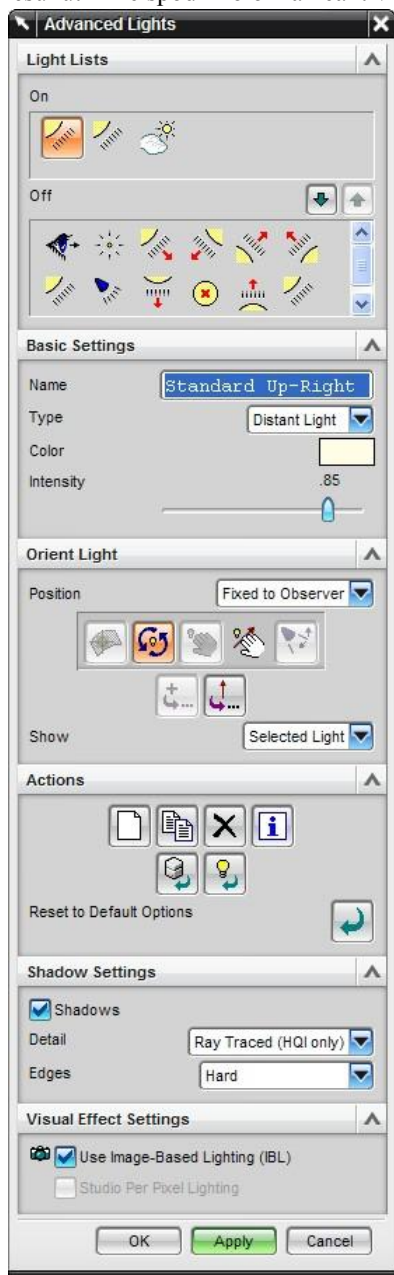 Advanced Lights
Light Lists
On
Off
Basic Settings
Name Standard Up-Right
Type Distant Light
Color
Intensity .85
Orient Light
Position Fixed to Observer
Show Selected Light
Actions
Reset to Default Options
Shadow Settings
Shadows
Detail Ray Traced (HQI only)
Edges Hard
Visual Effect Settings
Use Image-Based Lighting (IBL)
Studio Per Pixel Lighting
OK Apply Cancel